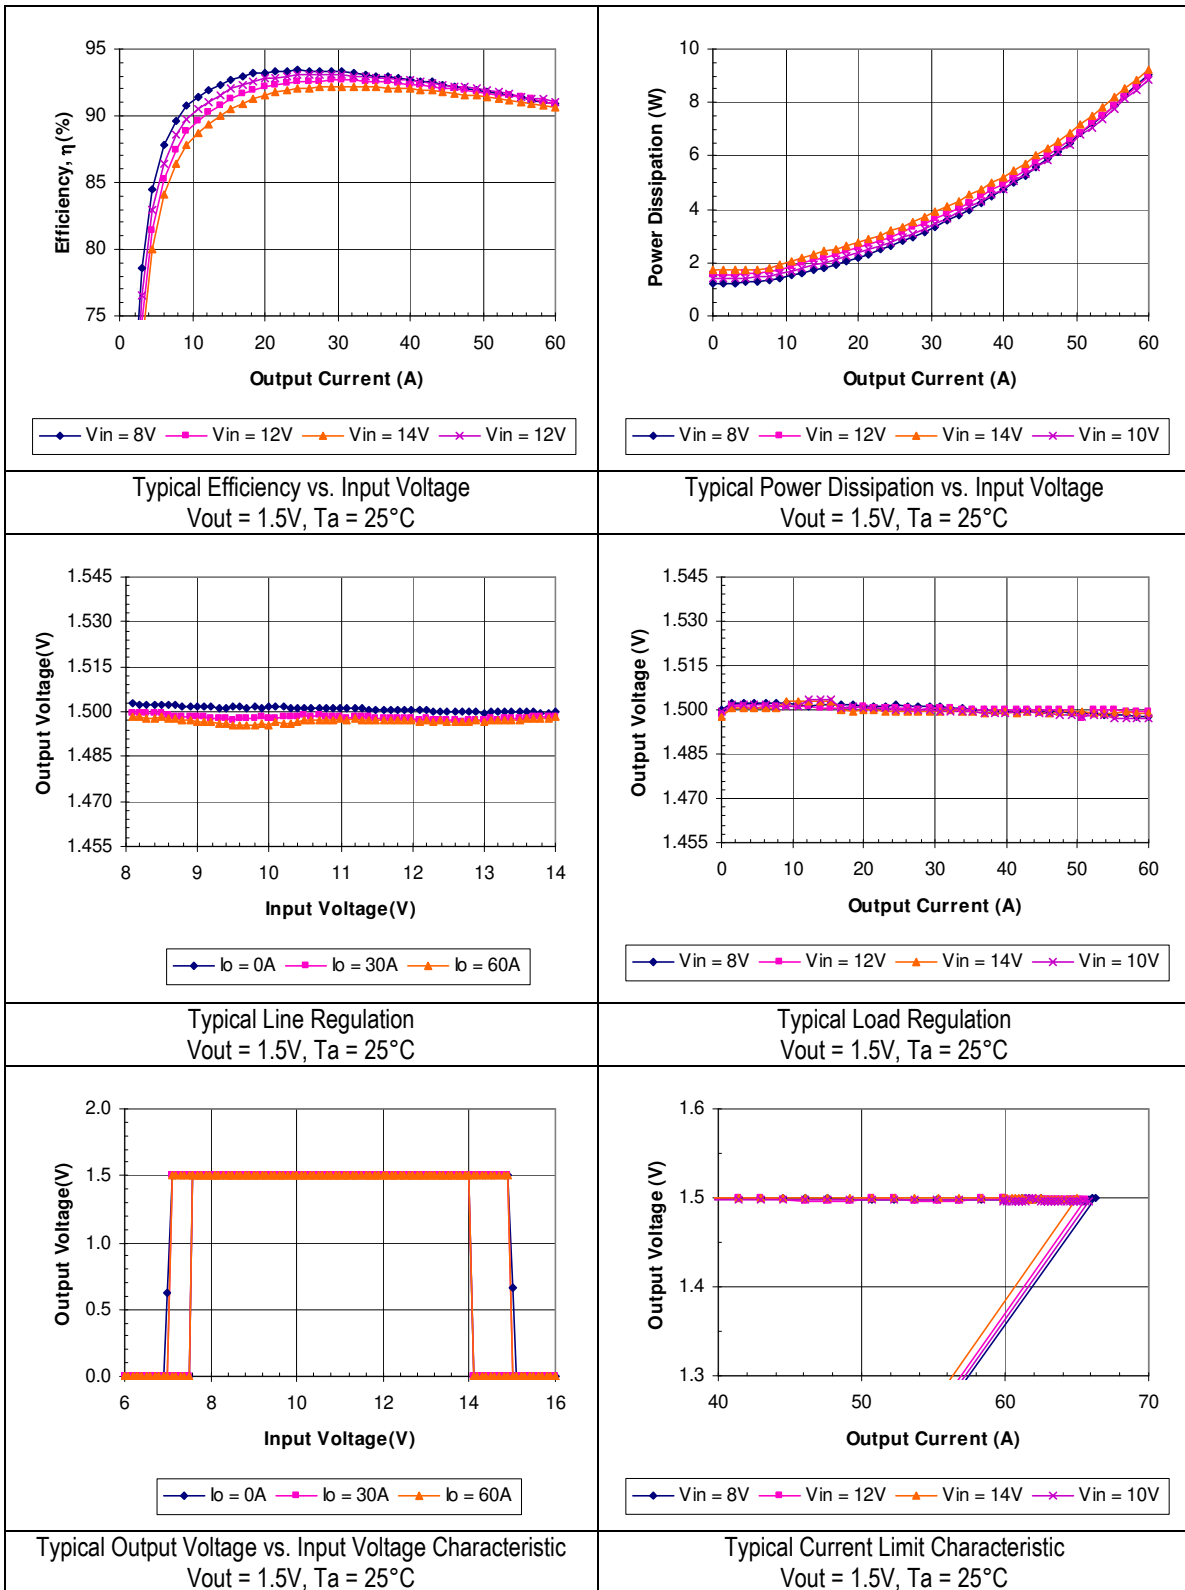 95
90
85
80
75
Efficiency, η(%)
0 10 20 30 40 50 60
Output Current (A)
Vin = 8V Vin = 12V Vin = 14V Vin = 12V
Typical Efficiency vs. Input Voltage
Vout = 1.5V, Ta = 25°C
10
8
6
4
2
0
Power Dissipation (W)
0 10 20 30 40 50 60
Output Current (A)
Vin = 8V Vin = 12V Vin = 14V Vin = 10V
Typical Power Dissipation vs. Input Voltage
Vout = 1.5V, Ta = 25°C
1.545
1.530
1.515
1.500
1.485
1.470
1.455
Output Voltage(V)
8 9 10 11 12 13 14
Input Voltage(V)
Io = 0A Io = 30A Io = 60A
Typical Line Regulation
Vout = 1.5V, Ta = 25°C
1.545
1.530
1.515
1.500
1.485
1.470
1.455
Output Voltage (V)
0 10 20 30 40 50 60
Output Current (A)
Vin = 8V Vin = 12V Vin = 14V Vin = 10V
Typical Load Regulation
Vout = 1.5V, Ta = 25°C
2.0
1.5
1.0
0.5
0.0
Output Voltage(V)
6 8 10 12 14 16
Input Voltage(V)
Io = 0A Io = 30A Io = 60A
Typical Output Voltage vs. Input Voltage Characteristic
Vout = 1.5V, Ta = 25°C
1.6
1.5
1.4
1.3
Output Voltage (V)
40 50 60 70
Output Current (A)
Vin = 8V Vin = 12V Vin = 14V Vin = 10V
Typical Current Limit Characteristic
Vout = 1.5V, Ta = 25°C